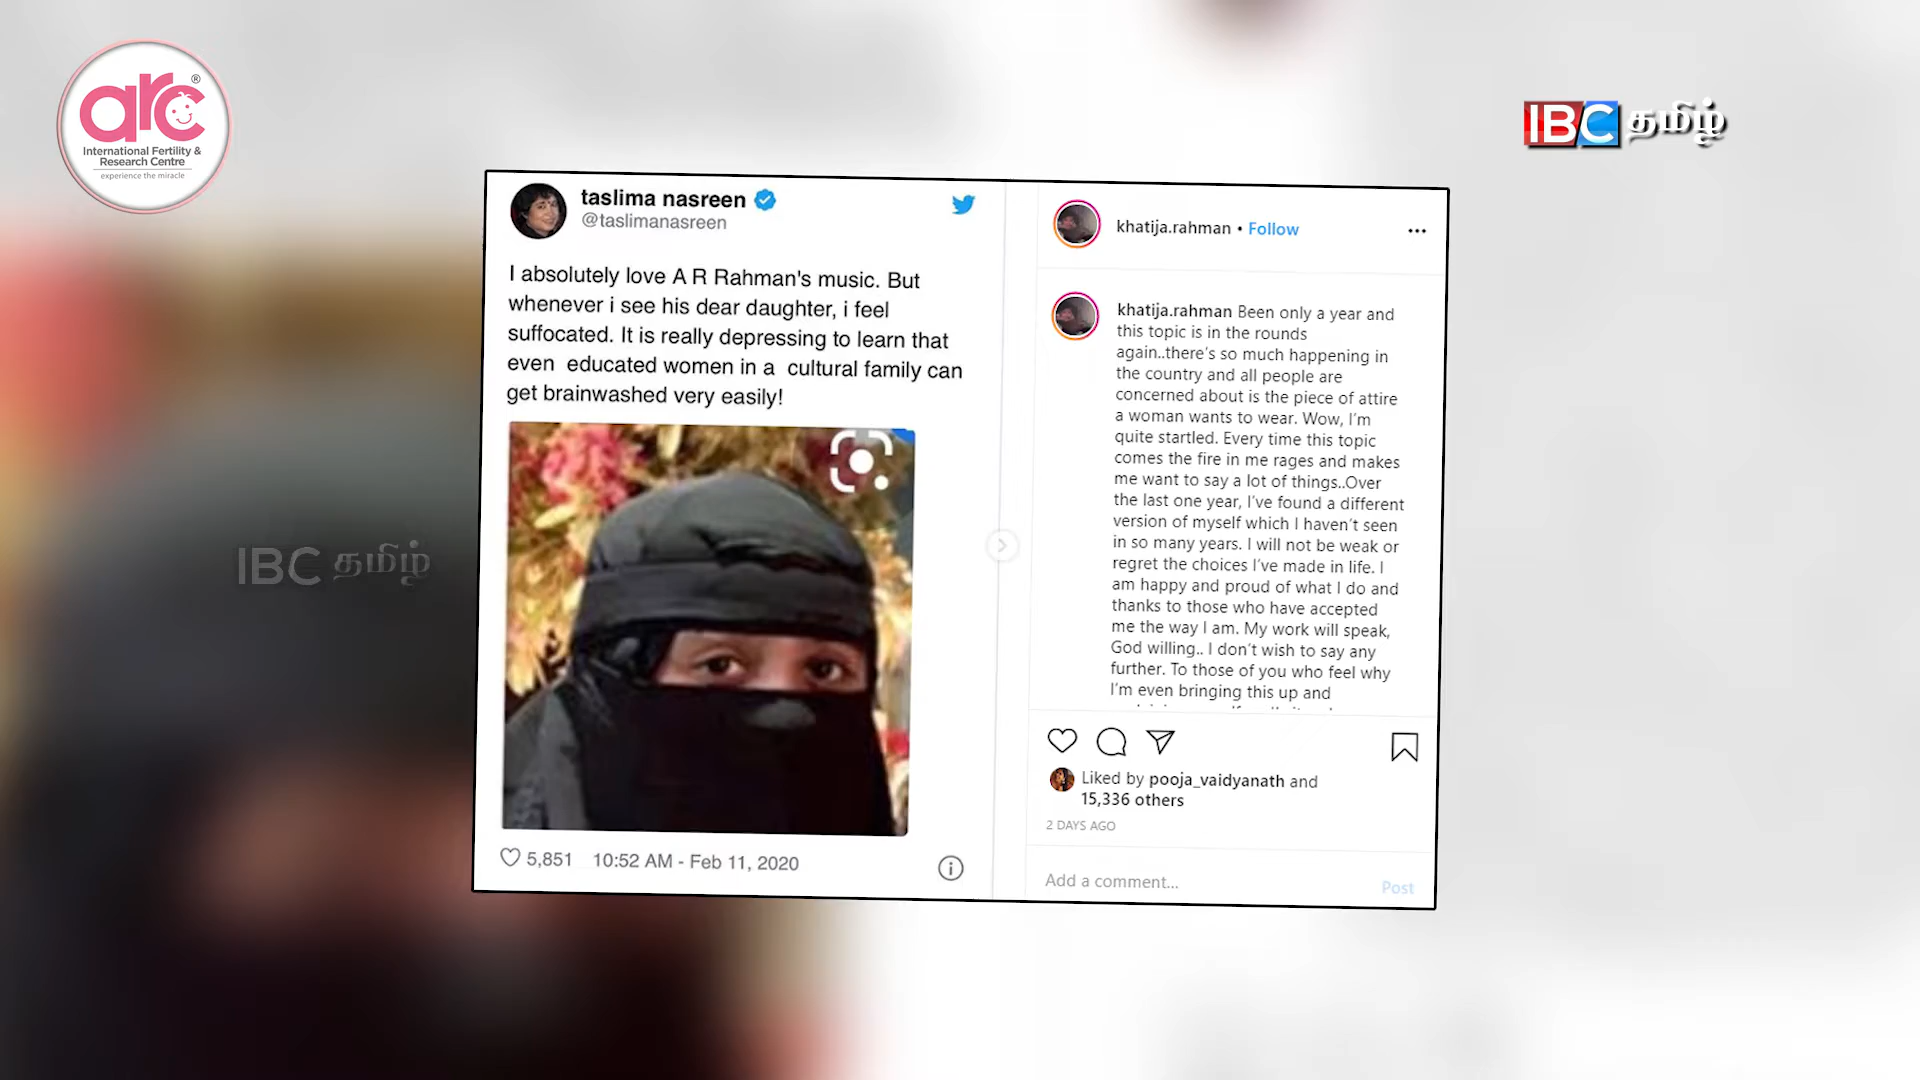 arc®
International Fertility &
Research Centre
experience the miracle
IBC தமிழ்
taslima nasreen
@taslimanasreen
I absolutely love A R Rahman's music. But
whenever i see his dear daughter, i feel
suffocated. It is really depressing to learn that
even educated women in a cultural family can
get brainwashed very easily!
5,851 10:52 AM - Feb 11, 2020
khatija.rahman • Follow
khatija.rahman Been only a year and
this topic is in the rounds
again..there's so much happening in
the country and all people are
concerned about is the piece of attire
a woman wants to wear. Wow, I'm
quite startled. Every time this topic
comes the fire in me rages and makes
me want to say a lot of things..Over
the last one year, I've found a different
version of myself which I haven't seen
in so many years. I will not be weak or
regret the choices I've made in life. I
am happy and proud of what I do and
thanks to those who have accepted
me the way I am. My work will speak,
God willing.. I don't wish to say any
further. To those of you who feel why
I'm even bringing this up and
Liked by pooja_vaidyanath and
15,336 others
2 DAYS AGO
Add a comment...
Post
IBC தமிழ்